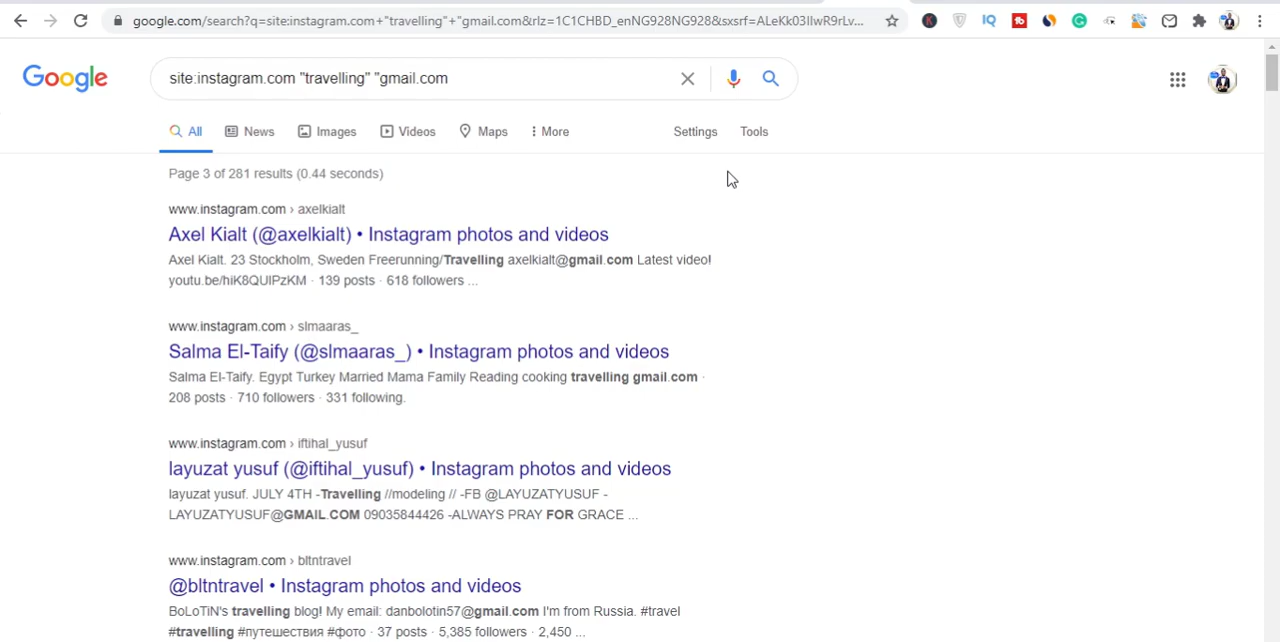 google.com/search?q=site:instagram.com+"travelling"+"gmail.com&rlz=1C1CHBD_enNG928NG928&sxsrf=ALeKk03IlwR9rLv...
Google
site:instagram.com "travelling" "gmail.com
All News Images Videos Maps More Settings Tools
Page 3 of 281 results (0.44 seconds)
www.instagram.com › axelkialt
Axel Kialt (@axelkialt) • Instagram photos and videos
Axel Kialt. 23 Stockholm, Sweden Freerunning/Travelling axelkialt@gmail.com Latest video!
youtu.be/hiK8QUIPzKM · 139 posts · 618 followers ...
www.instagram.com › slmaaras_
Salma El-Taify (@slmaaras_) • Instagram photos and videos
Salma El-Taify. Egypt Turkey Married Mama Family Reading cooking travelling gmail.com ·
208 posts · 710 followers · 331 following.
www.instagram.com › iftihal_yusuf
layuzat yusuf (@iftihal_yusuf) • Instagram photos and videos
layuzat yusuf. JULY 4TH -Travelling //modeling // -FB @LAYUZATYUSUF -
LAYUZATYUSUF@GMAIL.COM 09035844426 -ALWAYS PRAY FOR GRACE ...
www.instagram.com › bltntravel
@bltntravel • Instagram photos and videos
BoLoTiN's travelling blog! My email: danbolotin57@gmail.com I'm from Russia. #travel
#travelling #путешествия #фото · 37 posts · 5,385 followers · 2,450 ...